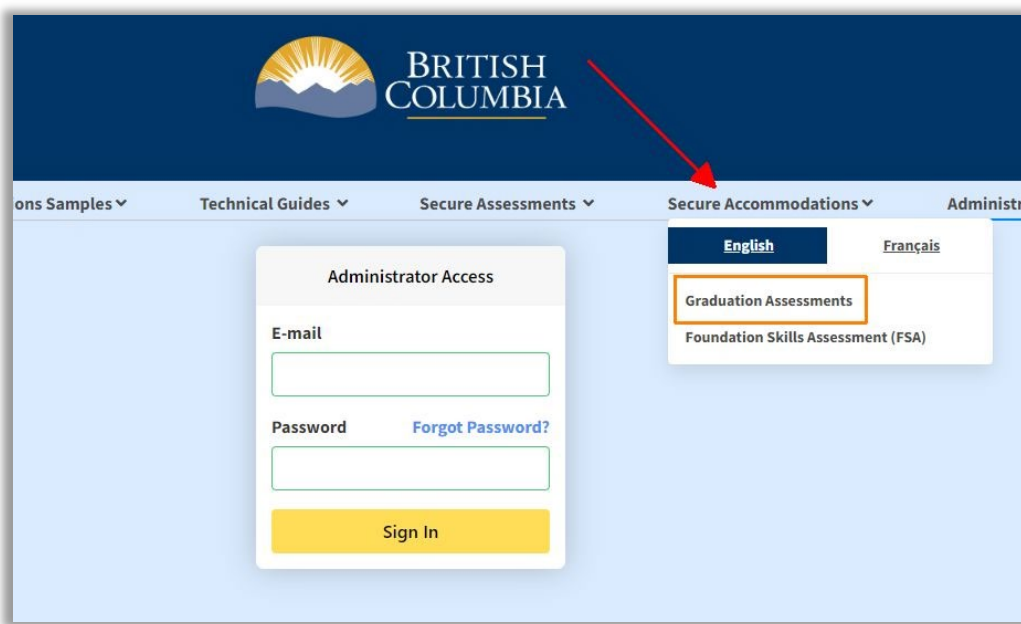 BRITISH
COLUMBIA
ons Samples
Technical Guides
Secure Assessments
Secure Accommodations
Administr
English
Français
Graduation Assessments
Foundation Skills Assessment (FSA)
Administrator Access
E-mail
Password
Forgot Password?
Sign In